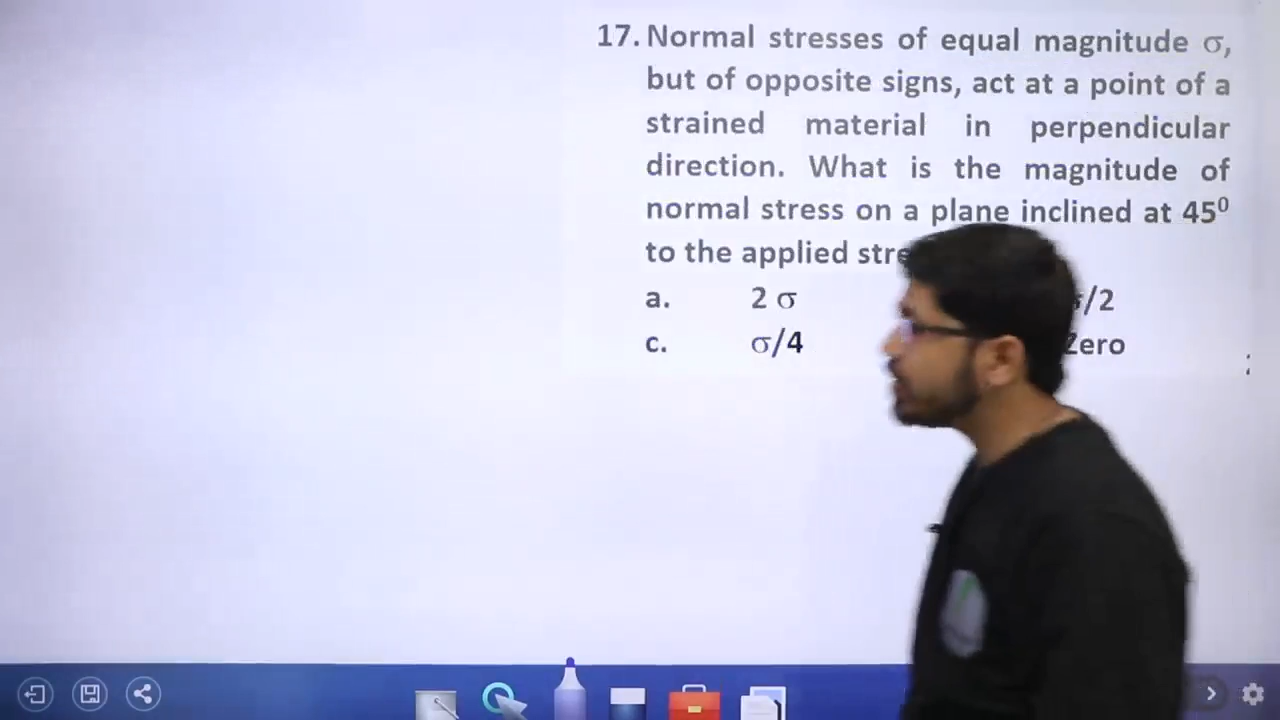 17. Normal stresses of equal magnitude σ,
but of opposite signs, act at a point of a
strained material in perpendicular
direction. What is the magnitude of
normal stress on a plane inclined at 45⁰
to the applied
a. 2 σ /2
c. σ/4 Zero